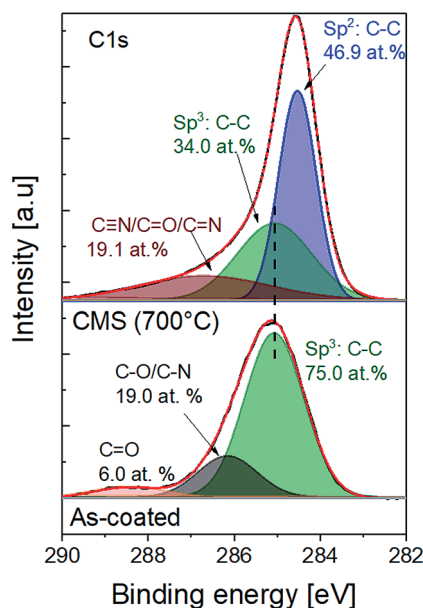 C1s
Sp²: C-C
46.9 at.%
Sp³: C-C
34.0 at.%
C≡N/C=O/C=N
19.1 at.%
CMS (700°C)
Sp³: C-C
75.0 at.%
C-O/C-N
19.0 at. %
C=O
6.0 at. %
As-coated
290 288 286 284 282
Binding energy [eV]
Intensity [a.u]